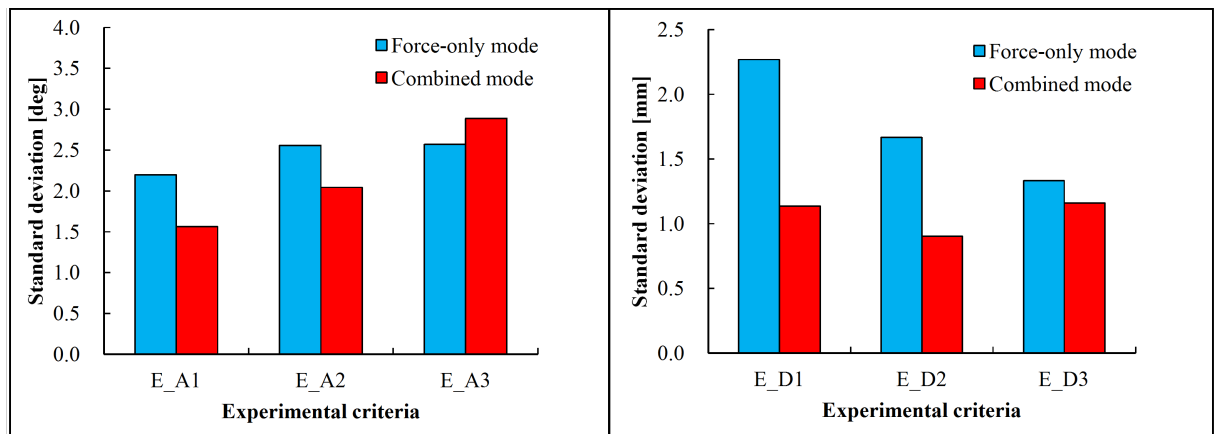 4.0
3.5
3.0
2.5
2.0
1.5
1.0
0.5
0.0
Standard deviation [deg]
Force-only mode
Combined mode
E_A1 E_A2 E_A3
Experimental criteria
2.5
2.0
1.5
1.0
0.5
0.0
Standard deviation [mm]
Force-only mode
Combined mode
E_D1 E_D2 E_D3
Experimental criteria